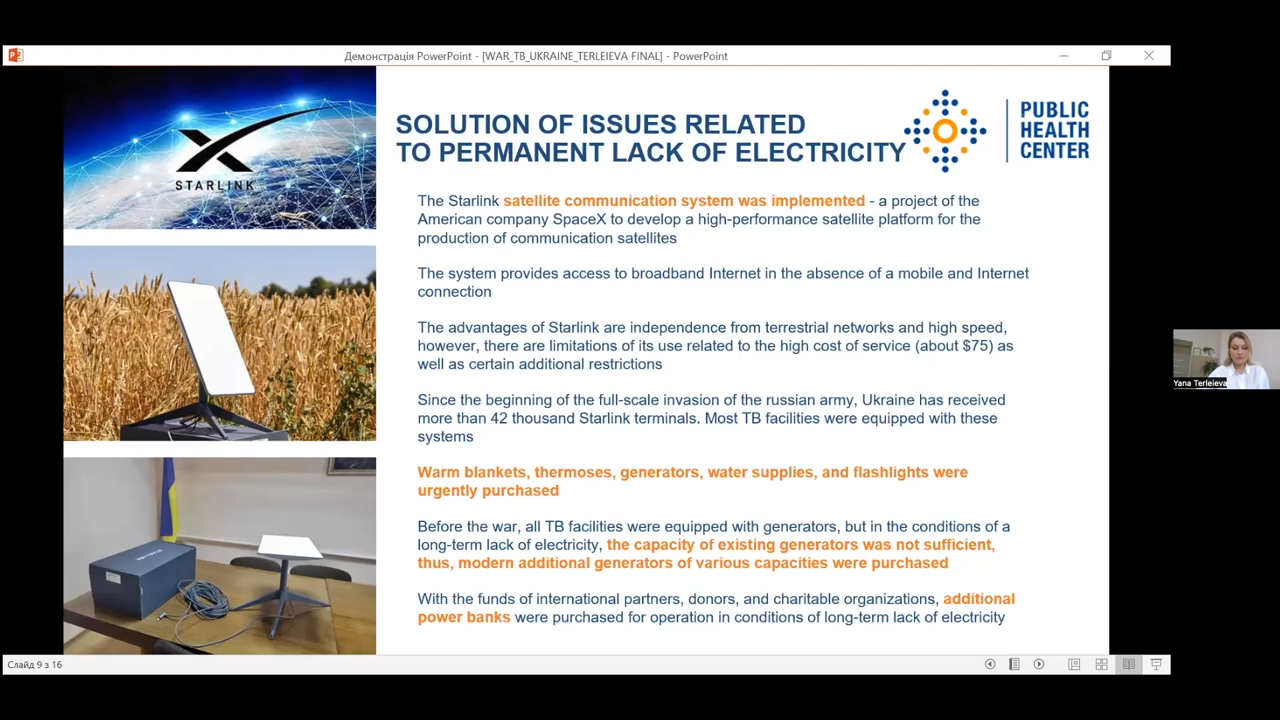 Демонстрація PowerPoint - [WAR_TB_UKRAINE_TERLEIEVA FINAL] - PowerPoint
STARLINK
SOLUTION OF ISSUES RELATED
TO PERMANENT LACK OF ELECTRICITY
PUBLIC
HEALTH
CENTER
The Starlink satellite communication system was implemented - a project of the
American company SpaceX to develop a high-performance satellite platform for the
production of communication satellites
The system provides access to broadband Internet in the absence of a mobile and Internet
connection
The advantages of Starlink are independence from terrestrial networks and high speed,
however, there are limitations of its use related to the high cost of service (about $75) as
well as certain additional restrictions
Since the beginning of the full-scale invasion of the russian army, Ukraine has received
more than 42 thousand Starlink terminals. Most TB facilities were equipped with these
systems
Warm blankets, thermoses, generators, water supplies, and flashlights were
urgently purchased
Before the war, all TB facilities were equipped with generators, but in the conditions of a
long-term lack of electricity, the capacity of existing generators was not sufficient,
thus, modern additional generators of various capacities were purchased
With the funds of international partners, donors, and charitable organizations, additional
power banks were purchased for operation in conditions of long-term lack of electricity
Yana Terleieva
Слайд 9 з 16